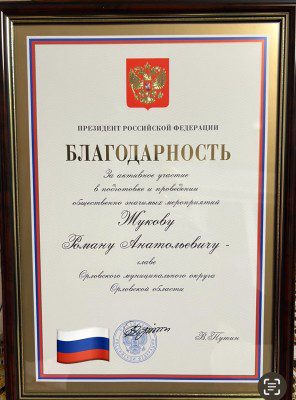 ПРЕЗИДЕНТ РОССИЙСКОЙ ФЕДЕРАЦИИ
БЛАГОДАРНОСТЬ
За активное участие
в подготовке и проведении
общественно значимых мероприятий
Жукову
Роману Анатольевичу -
главе
Орловского муниципального округа
Орловской области
В.Путин